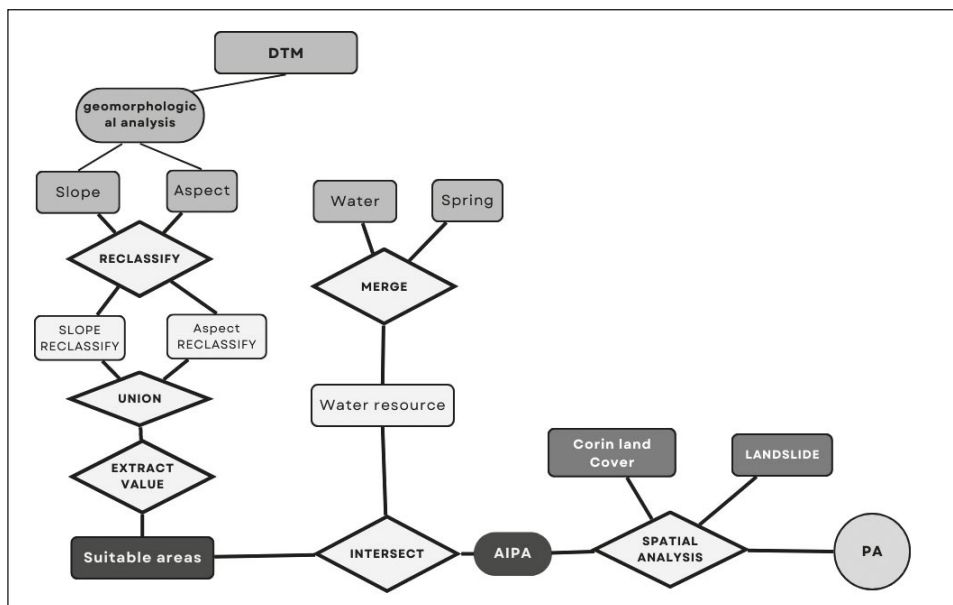 DTM
geomorphologic
al analysis
Slope
Aspect
Water
Spring
RECLASSIFY
MERGE
SLOPE
RECLASSIFY
Aspect
RECLASSIFY
UNION
Water resource
EXTRACT
VALUE
Corin land
Cover
LANDSLIDE
Suitable areas
INTERSECT
AIPA
SPATIAL
ANALYSIS
PA